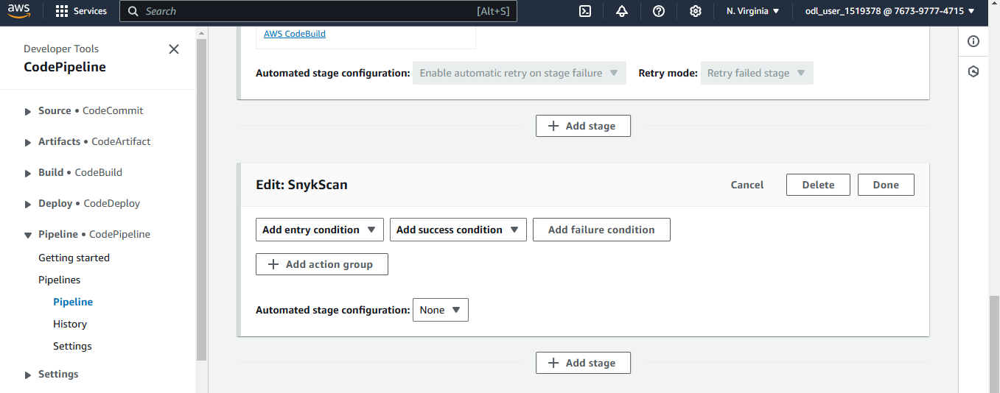 aws Services Search [Alt+S] N. Virginia odl_user_1519378 @ 7673-9777-4715
Developer Tools
CodePipeline
Source • CodeCommit
Artifacts • CodeArtifact
Build • CodeBuild
Deploy • CodeDeploy
Pipeline • CodePipeline
Getting started
Pipelines
Pipeline
History
Settings
Settings
AWS CodeBuild
Automated stage configuration: Enable automatic retry on stage failure Retry mode: Retry failed stage
Add stage
Edit: SnykScan Cancel Delete Done
Add entry condition Add success condition Add failure condition
Add action group
Automated stage configuration: None
Add stage